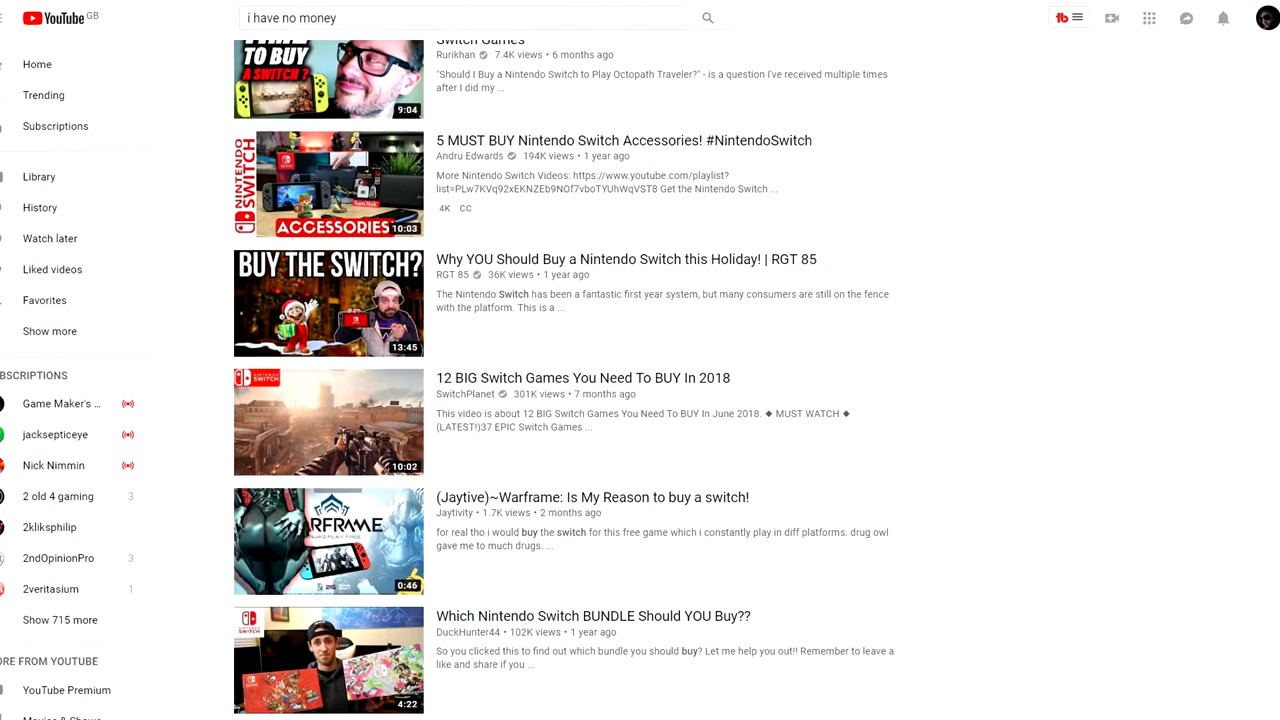 YouTube GB
i have no money
Home
Trending
Subscriptions
Library
History
Watch later
Liked videos
Favorites
Show more
BSCRIPTIONS
Game Maker's ...
jacksepticeye
Nick Nimmin
2 old 4 gaming 3
2kliksphilip
2ndOpinionPro 3
2veritasium 1
Show 715 more
RE FROM YOUTUBE
YouTube Premium
Movies & Shows
TO BUY
A SWITCH?
9:04
Switch Games
Rurikhan 7.4K views • 6 months ago
"Should I Buy a Nintendo Switch to Play Octopath Traveler?" - is a question I've received multiple times
after I did my ...
NINTENDO
SWITCH
SanDisk
ACCESSORIES
10:03
5 MUST BUY Nintendo Switch Accessories! #NintendoSwitch
Andru Edwards 194K views • 1 year ago
More Nintendo Switch Videos: https://www.youtube.com/playlist?
list=PLw7KVq92xEKNZEb9NOf7vboTYUhWqVST8 Get the Nintendo Switch ...
4K CC
BUY THE SWITCH?
13:45
Why YOU Should Buy a Nintendo Switch this Holiday! | RGT 85
RGT 85 36K views • 1 year ago
The Nintendo Switch has been a fantastic first year system, but many consumers are still on the fence
with the platform. This is a ...
SWITCH
10:02
12 BIG Switch Games You Need To BUY In 2018
SwitchPlanet 301K views • 7 months ago
This video is about 12 BIG Switch Games You Need To BUY In June 2018. ◆ MUST WATCH ◆
(LATEST!)37 EPIC Switch Games ...
RFRAME
NINJAS PLAY FREE
0:46
(Jaytive)~Warframe: Is My Reason to buy a switch!
Jaytivity • 1.7K views • 2 months ago
for real tho i would buy the switch for this free game which i constantly play in diff platforms. drug owl
gave me to much drugs. ...
SWITCH
4:22
Which Nintendo Switch BUNDLE Should YOU Buy??
DuckHunter44 • 102K views • 1 year ago
So you clicked this to find out which bundle you should buy? Let me help you out!! Remember to leave a
like and share if you ...